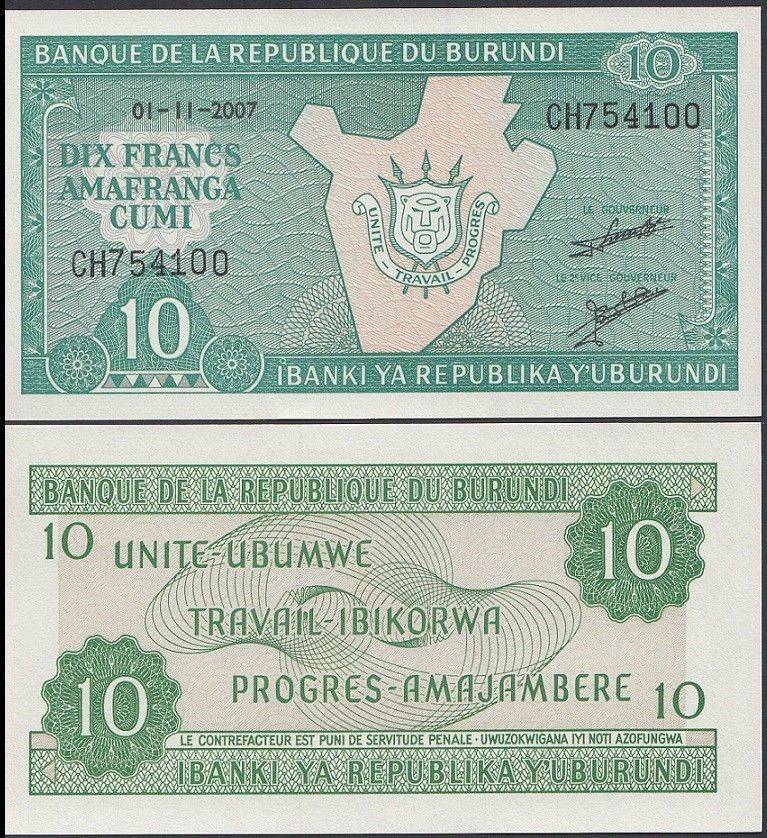 BANQUE DE LA REPUBLIQUE DU BURUNDI
10
01-11-2007
CH754100
DIX FRANCS
AMAFRANGA
CUMI
UNITE - TRAVAIL - PROGRES
LE GOUVERNEUR
CH754100
LE 2e VICE-GOUVERNEUR
10
IBANKI YA REPUBLIKA Y'UBURUNDI
BANQUE DE LA REPUBLIQUE DU BURUNDI
10
UNITE-UBUMWE
10
TRAVAIL-IBIKORWA
10
PROGRES-AMAJAMBERE
10
LE CONTREFACTEUR EST PUNI DE SERVITUDE PENALE · UWUZOKWIGANA IYI NOTI AZOFUNGWA
IBANKI YA REPUBLIKA Y'UBURUNDI